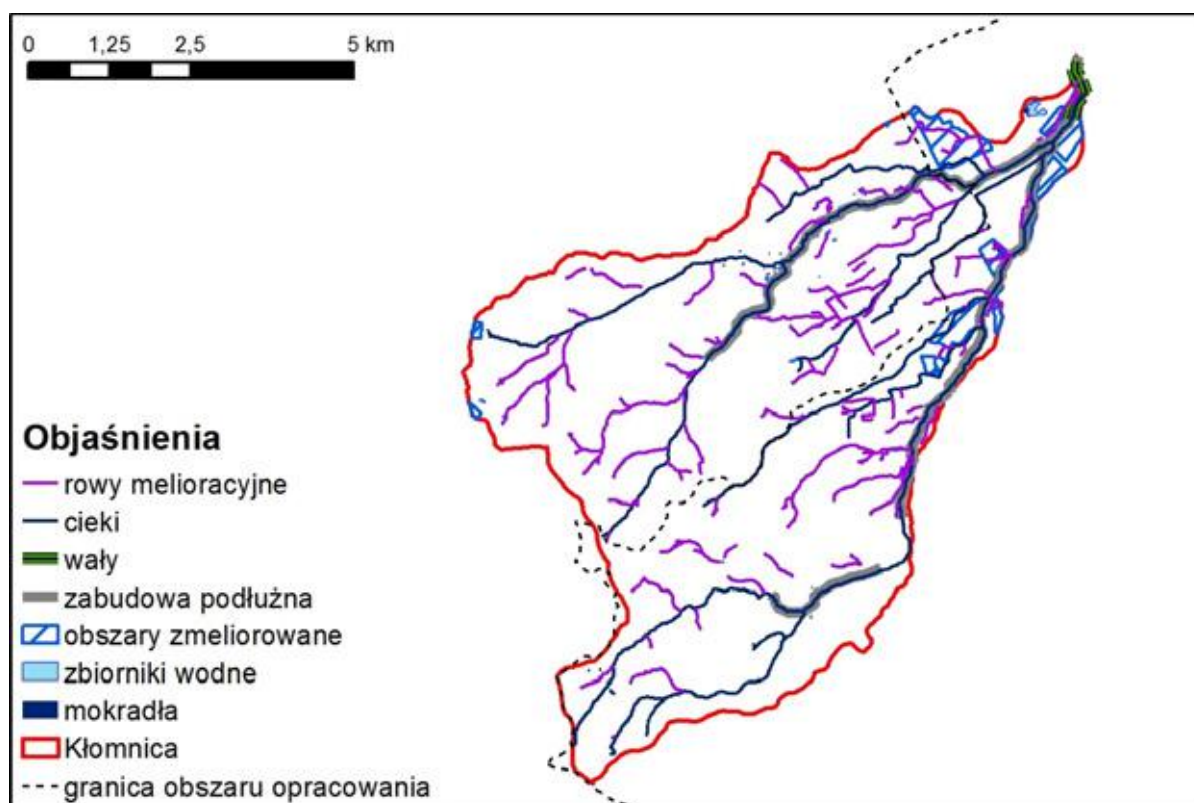 0 1,25 2,5 5 km
Objaśnienia
rowy melioracyjne
cieki
wały
zabudowa podłużna
obszary zmeliorowane
zbiorniki wodne
mokradła
Kłomnica
granica obszaru opracowania